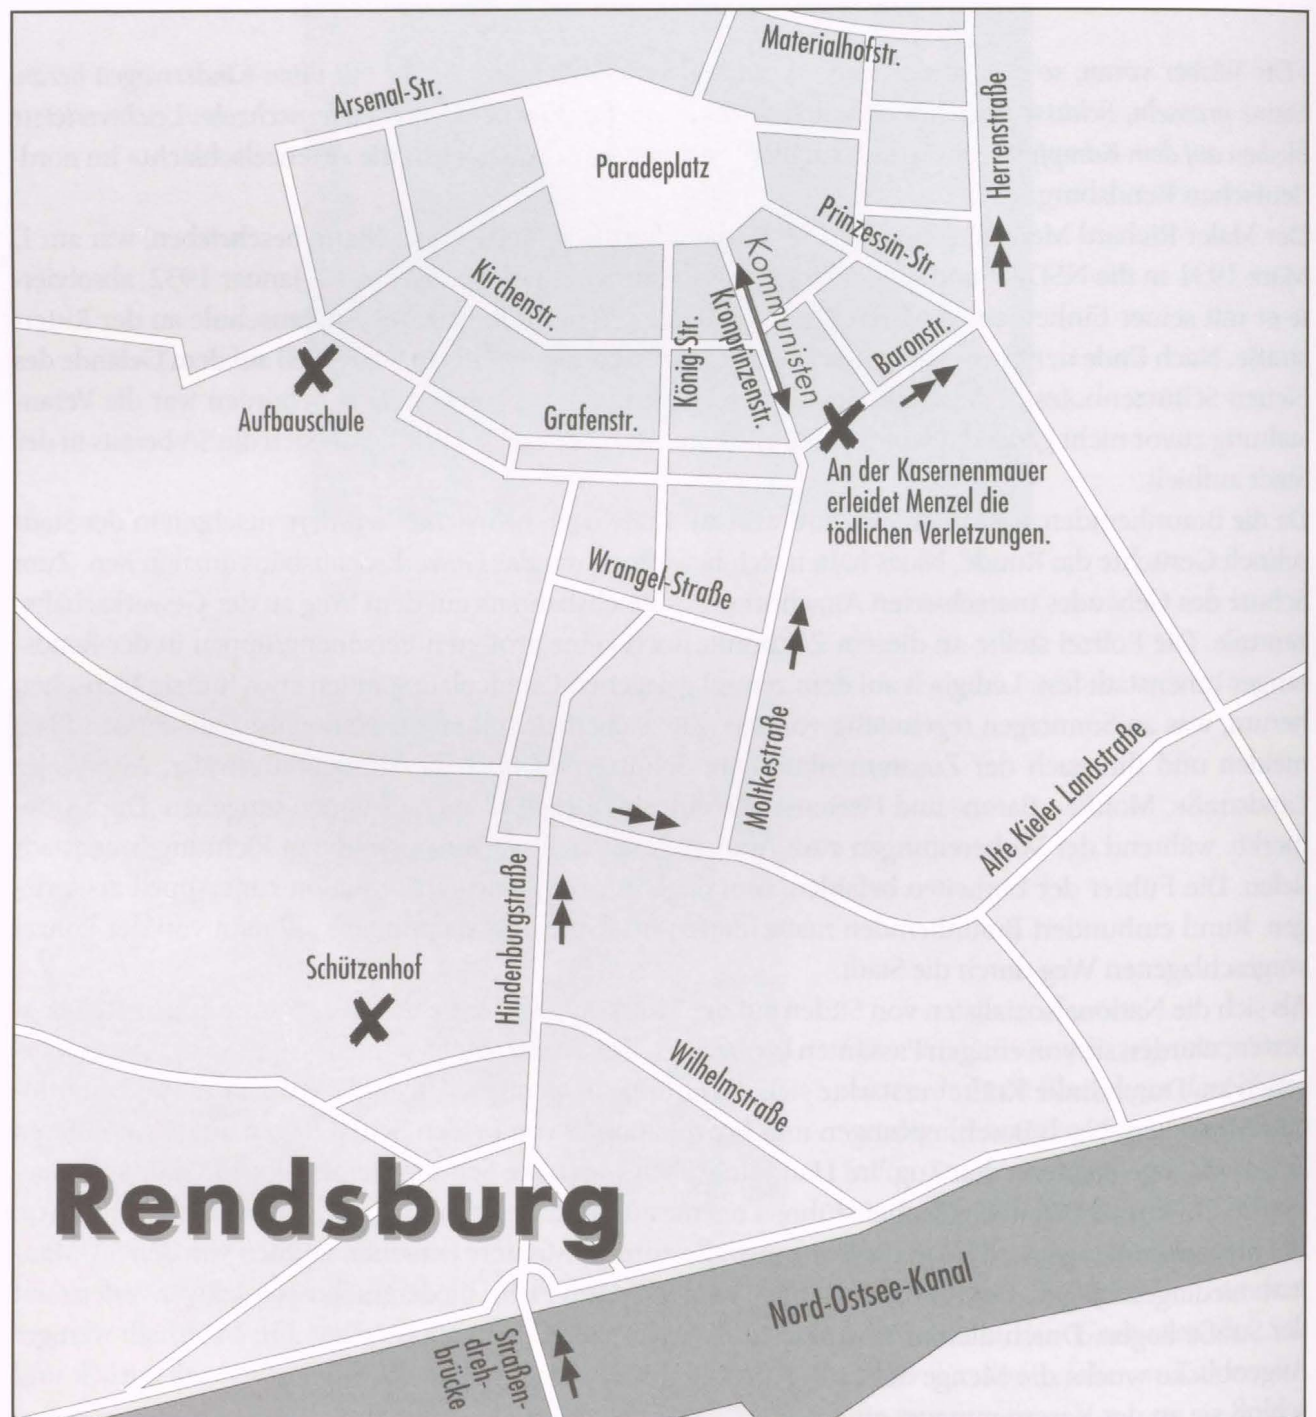 Materialhofstr.
Arsenal-Str.
Herrenstraße
Paradeplatz
Prinzessin-Str.
Kommunisten
Kirchenstr.
Kronprinzenstr.
König-Str.
Baronstr.
Aufbauschule
Grafenstr.
An der Kasernenmauer
erleidet Menzel die
tödlichen Verletzungen.
Wrangel-Straße
Moltkestraße
Alte Kieler Landstraße
Hindenburgstraße
Schützenhof
Wilhelmstraße
Rendsburg
Nord-Ostsee-Kanal
Straßen-
dreh-
brücke